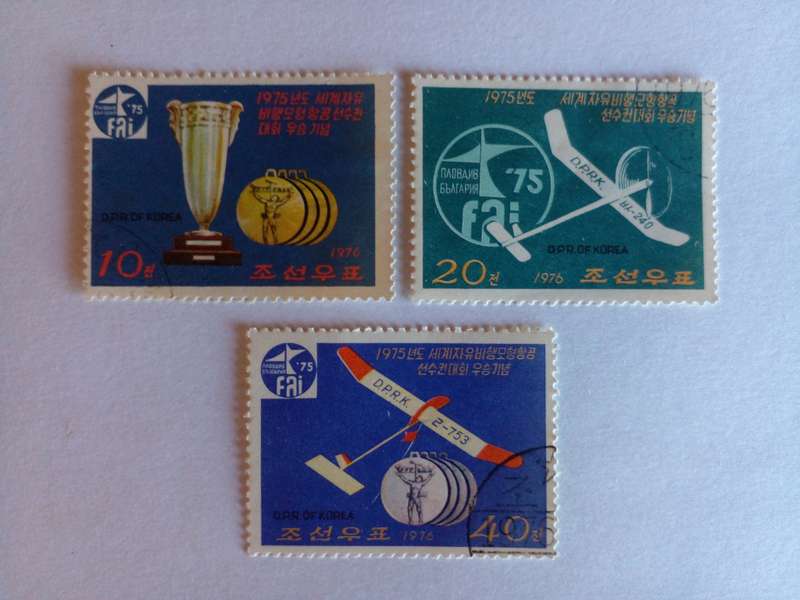 ПЛОВДИВ
БЪЛГАРИЯ
'75
fai
1975년도 세계자유
비행모형항공선수권
대회 우승기념
D.P.R. OF KOREA
1976
10전
조선우표
1975년도 세계자유비행모형항공
선수권대회 우승기념
ПЛОВДИВ
БЪЛГАРИЯ
'75
fai
D.P.R.K.
ㅂㅈ-240
D.P.R. OF KOREA
20전
1976
조선우표
ПЛОВДИВ
БЪЛГАРИЯ
'75
fai
1975년도 세계자유비행모형항공
선수권대회 우승기념
D.P.R.K.
ㄹ-753
D.P.R. OF KOREA
조선우표
1976
40전